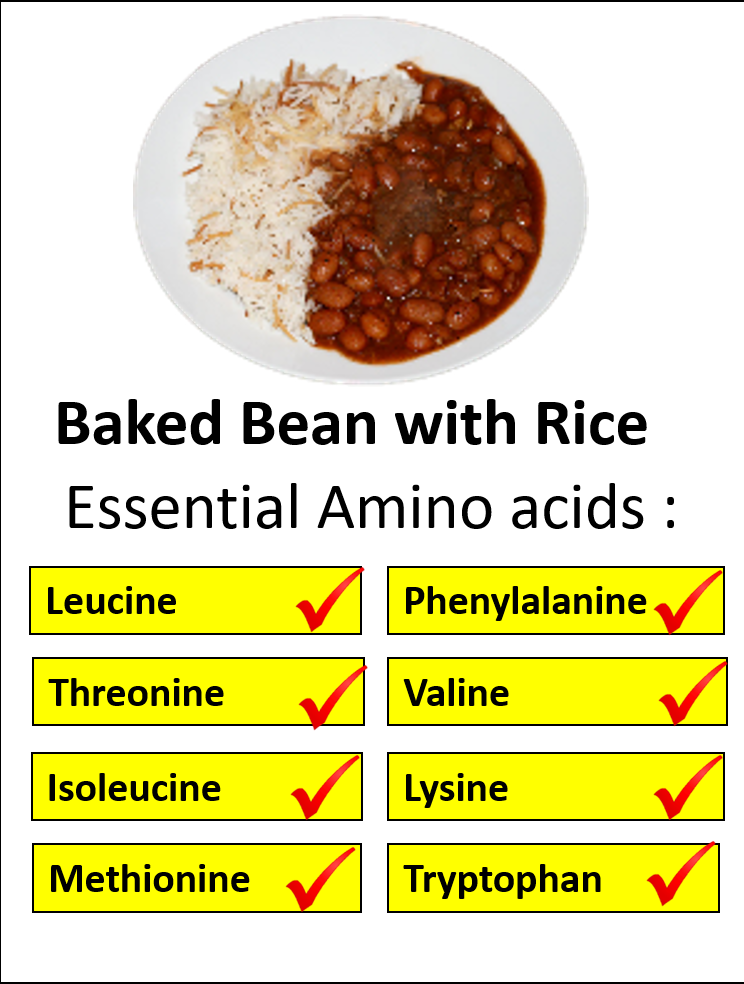 Baked Bean with Rice
Essential Amino acids :
Leucine Phenylalanine
Threonine Valine
Isoleucine Lysine
Methionine Tryptophan